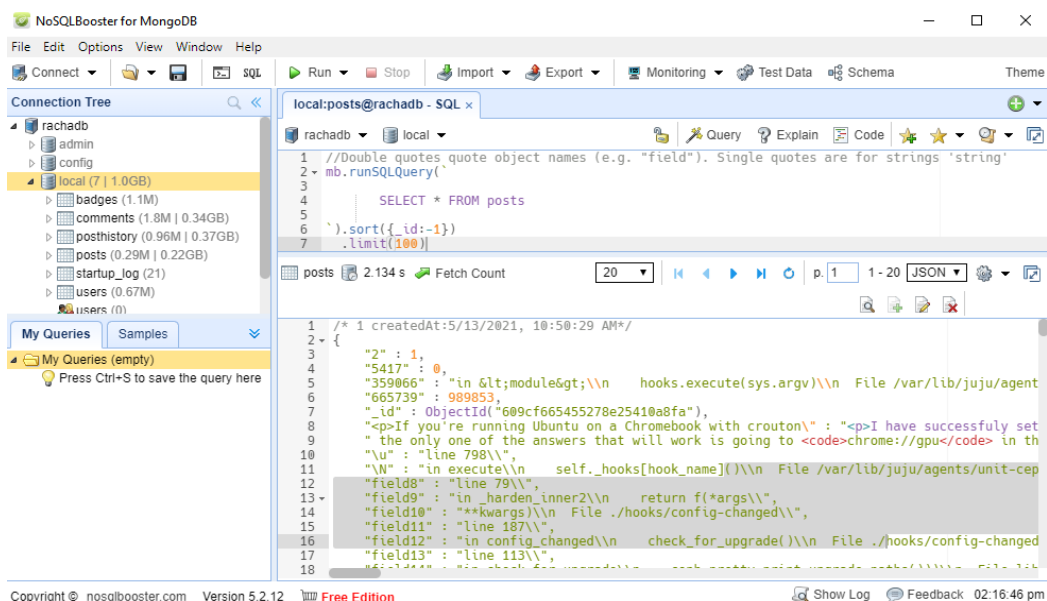 NoSQLBooster for MongoDB
File Edit Options View Window Help
Connect SQL Run Stop Import Export Monitoring Test Data Schema Theme
Connection Tree
rachadb
admin
config
local (7 | 1.0GB)
badges (1.1M)
comments (1.8M | 0.34GB)
posthistory (0.96M | 0.37GB)
posts (0.29M | 0.22GB)
startup_log (21)
users (0.67M)
users (0)
My Queries Samples
My Queries (empty)
Press Ctrl+S to save the query here
local:posts@rachadb - SQL ×
rachadb local Query Explain Code
1 //Double quotes quote object names (e.g. "field"). Single quotes are for strings 'string'
2 mb.runSQLQuery(`
3
4 SELECT * FROM posts
5
6 `).sort({_id:-1})
7 .limit(100)
posts 2.134 s Fetch Count 20 p. 1 1 - 20 JSON
1 /* 1 createdAt:5/13/2021, 10:50:29 AM*/
2 {
3 "2" : 1,
4 "5417" : 0,
5 "359066" : "in &lt;module&gt;\\n hooks.execute(sys.argv)\\n File /var/lib/juju/agent
6 "665739" : 989853,
7 "_id" : ObjectId("609cf665455278e25410a8fa"),
8 "<p>If you're running Ubuntu on a Chromebook with crouton\" : "<p>I have successfuly set
9 " the only one of the answers that will work is going to <code>chrome://gpu</code> in th
10 "\u" : "line 798\\",
11 "\N" : "in execute\\n self._hooks[hook_name]()\\n File /var/lib/juju/agents/unit-cep
12 "field8" : "line 79\\",
13 "field9" : "in _harden_inner2\\n return f(*args\\",
14 "field10" : "**kwargs)\\n File ./hooks/config-changed\\",
15 "field11" : "line 187\\",
16 "field12" : "in config_changed\\n check_for_upgrade()\\n File ./hooks/config-changed
17 "field13" : "line 113\\",
18
Copyright © nosqlbooster.com Version 5.2.12 Free Edition Show Log Feedback 02:16:46 pm